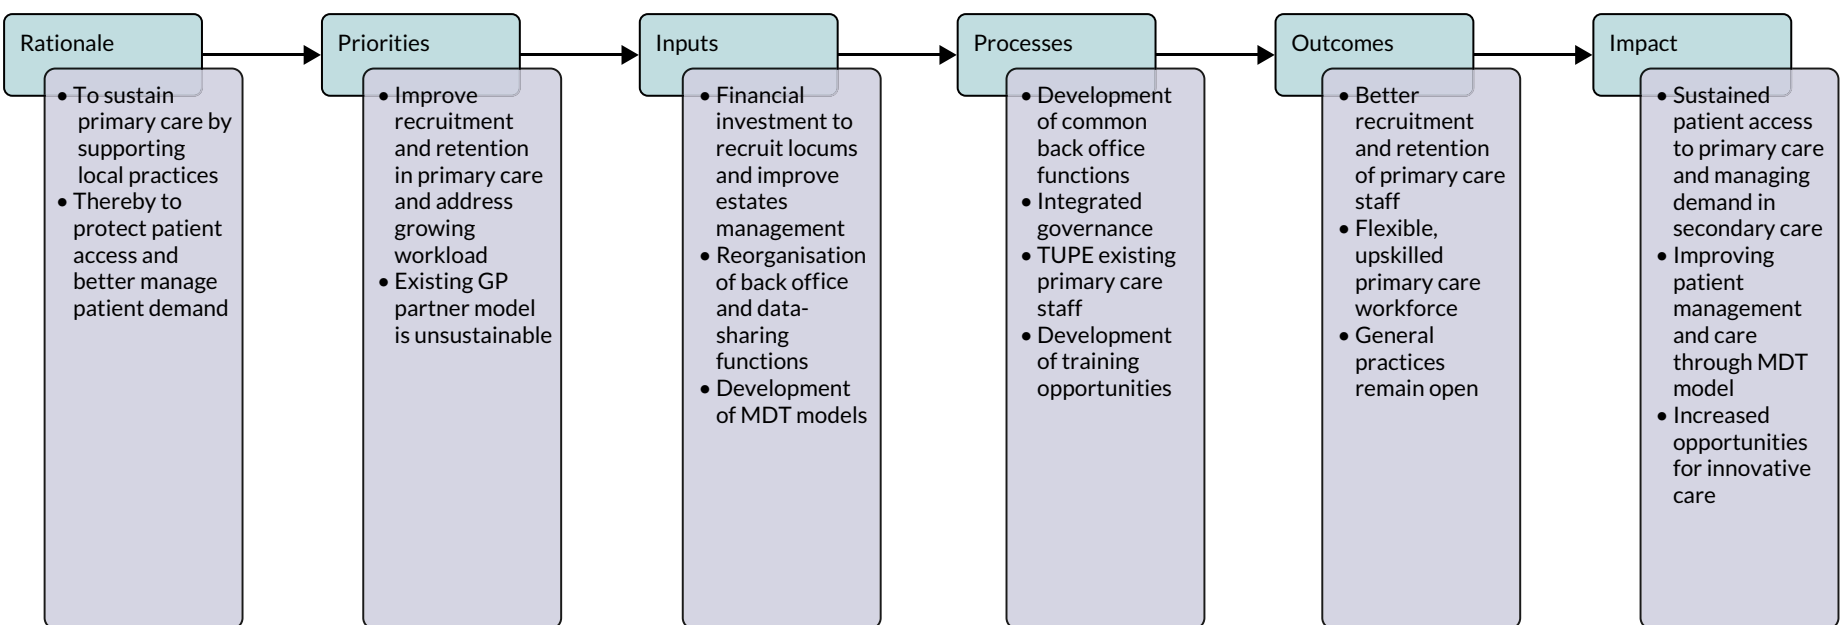 Rationale
• To sustain
primary care by
supporting
local practices
• Thereby to
protect patient
access and
better manage
patient demand
Priorities
• Improve
recruitment
and retention
in primary care
and address
growing
workload
• Existing GP
partner model
is unsustainable
Inputs
• Financial
investment to
recruit locums
and improve
estates
management
• Reorganisation
of back office
and data-
sharing
functions
• Development
of MDT models
Processes
• Development
of common
back office
functions
• Integrated
governance
• TUPE existing
primary care
staff
• Development
of training
opportunities
Outcomes
• Better
recruitment
and retention
of primary care
staff
• Flexible,
upskilled
primary care
workforce
• General
practices
remain open
Impact
• Sustained
patient access
to primary care
and managing
demand in
secondary care
• Improving
patient
management
and care
through MDT
model
• Increased
opportunities
for innovative
care